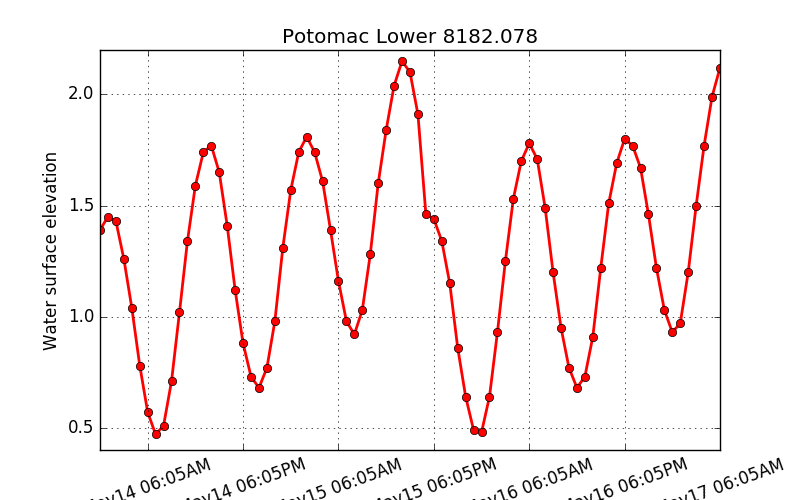 Potomac Lower 8182.078
Water surface elevation
2.0
1.5
1.0
0.5
14 06:05AM
14 06:05PM
15 06:05AM
15 06:05PM
16 06:05AM
16 06:05PM
17 06:05AM